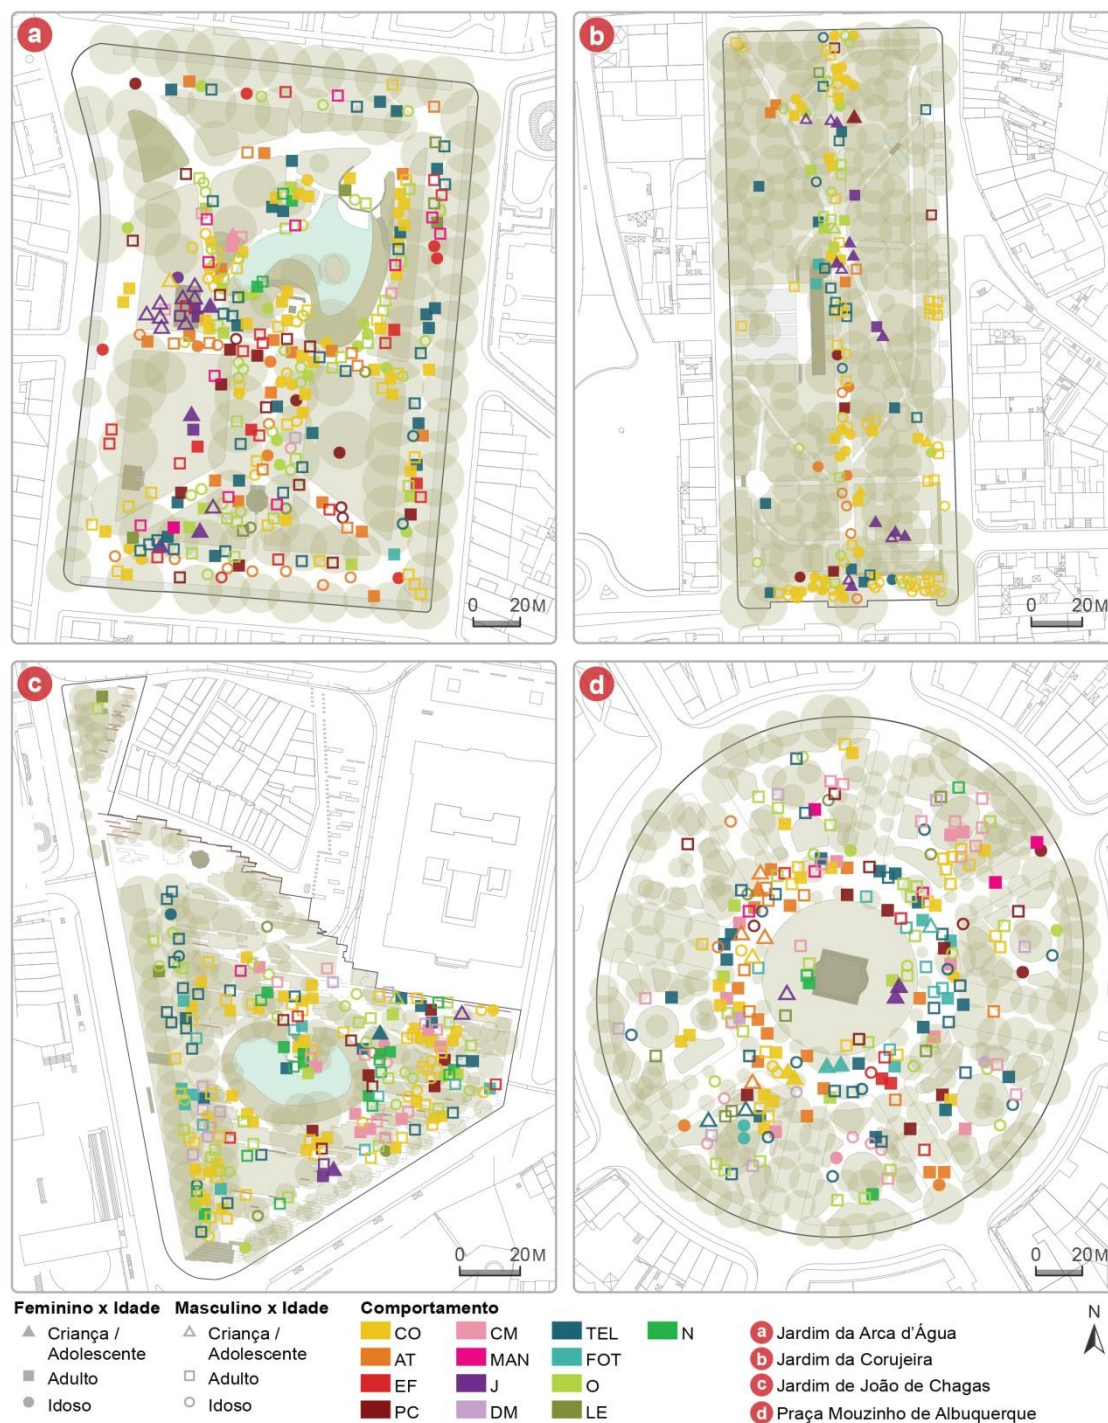 a
b
0 20M
0 20M
c
d
0 20M
0 20M
Feminino x Idade
Criança /
Adolescente
Adulto
Idoso
Masculino x Idade
Criança /
Adolescente
Adulto
Idoso
Comportamento
CO
AT
EF
PC
CM
MAN
J
DM
TEL
FOT
O
LE
N
a Jardim da Arca d'Água
b Jardim da Corujeira
c Jardim de João de Chagas
d Praça Mouzinho de Albuquerque
N